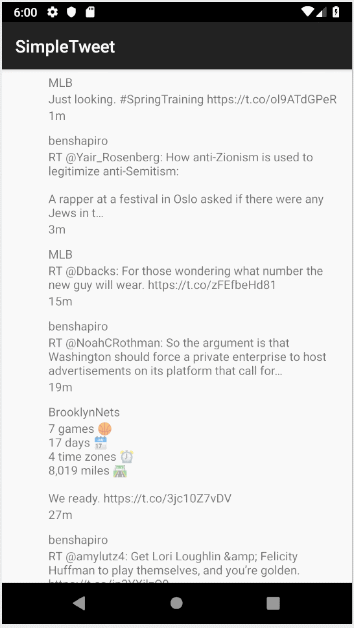 6:00
SimpleTweet
MLB
Just looking. #SpringTraining https://t.co/ol9ATdGPeR
1m
benshapiro
RT @Yair_Rosenberg: How anti-Zionism is used to
legitimize anti-Semitism:
A rapper at a festival in Oslo asked if there were any
Jews in t…
3m
MLB
RT @Dbacks: For those wondering what number the
new guy will wear. https://t.co/zFEfbeHd81
15m
benshapiro
RT @NoahCRothman: So the argument is that
Washington should force a private enterprise to host
advertisements on its platform that call for…
19m
BrooklynNets
7 games 🏀
17 days 📅
4 time zones ⏰
8,019 miles 🗺
We ready. https://t.co/3jc10Z7vDV
27m
benshapiro
RT @amylutz4: Get Lori Loughlin &amp; Felicity
Huffman to play themselves, and you're golden.